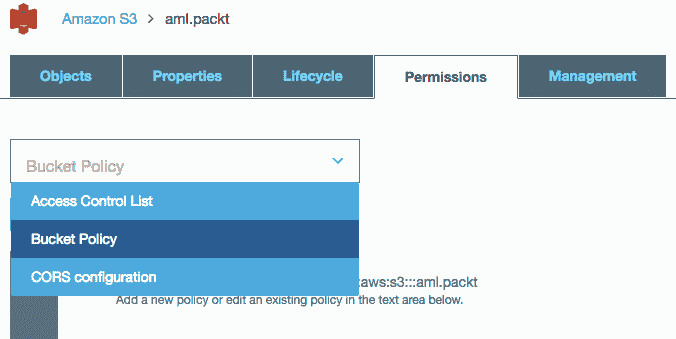 Amazon S3 > aml.packt
Objects Properties Lifecycle Permissions Management
Bucket Policy
Access Control List
Bucket Policy
CORS configuration
:aws:s3:::aml.packt
Add a new policy or edit an existing policy in the text area below.